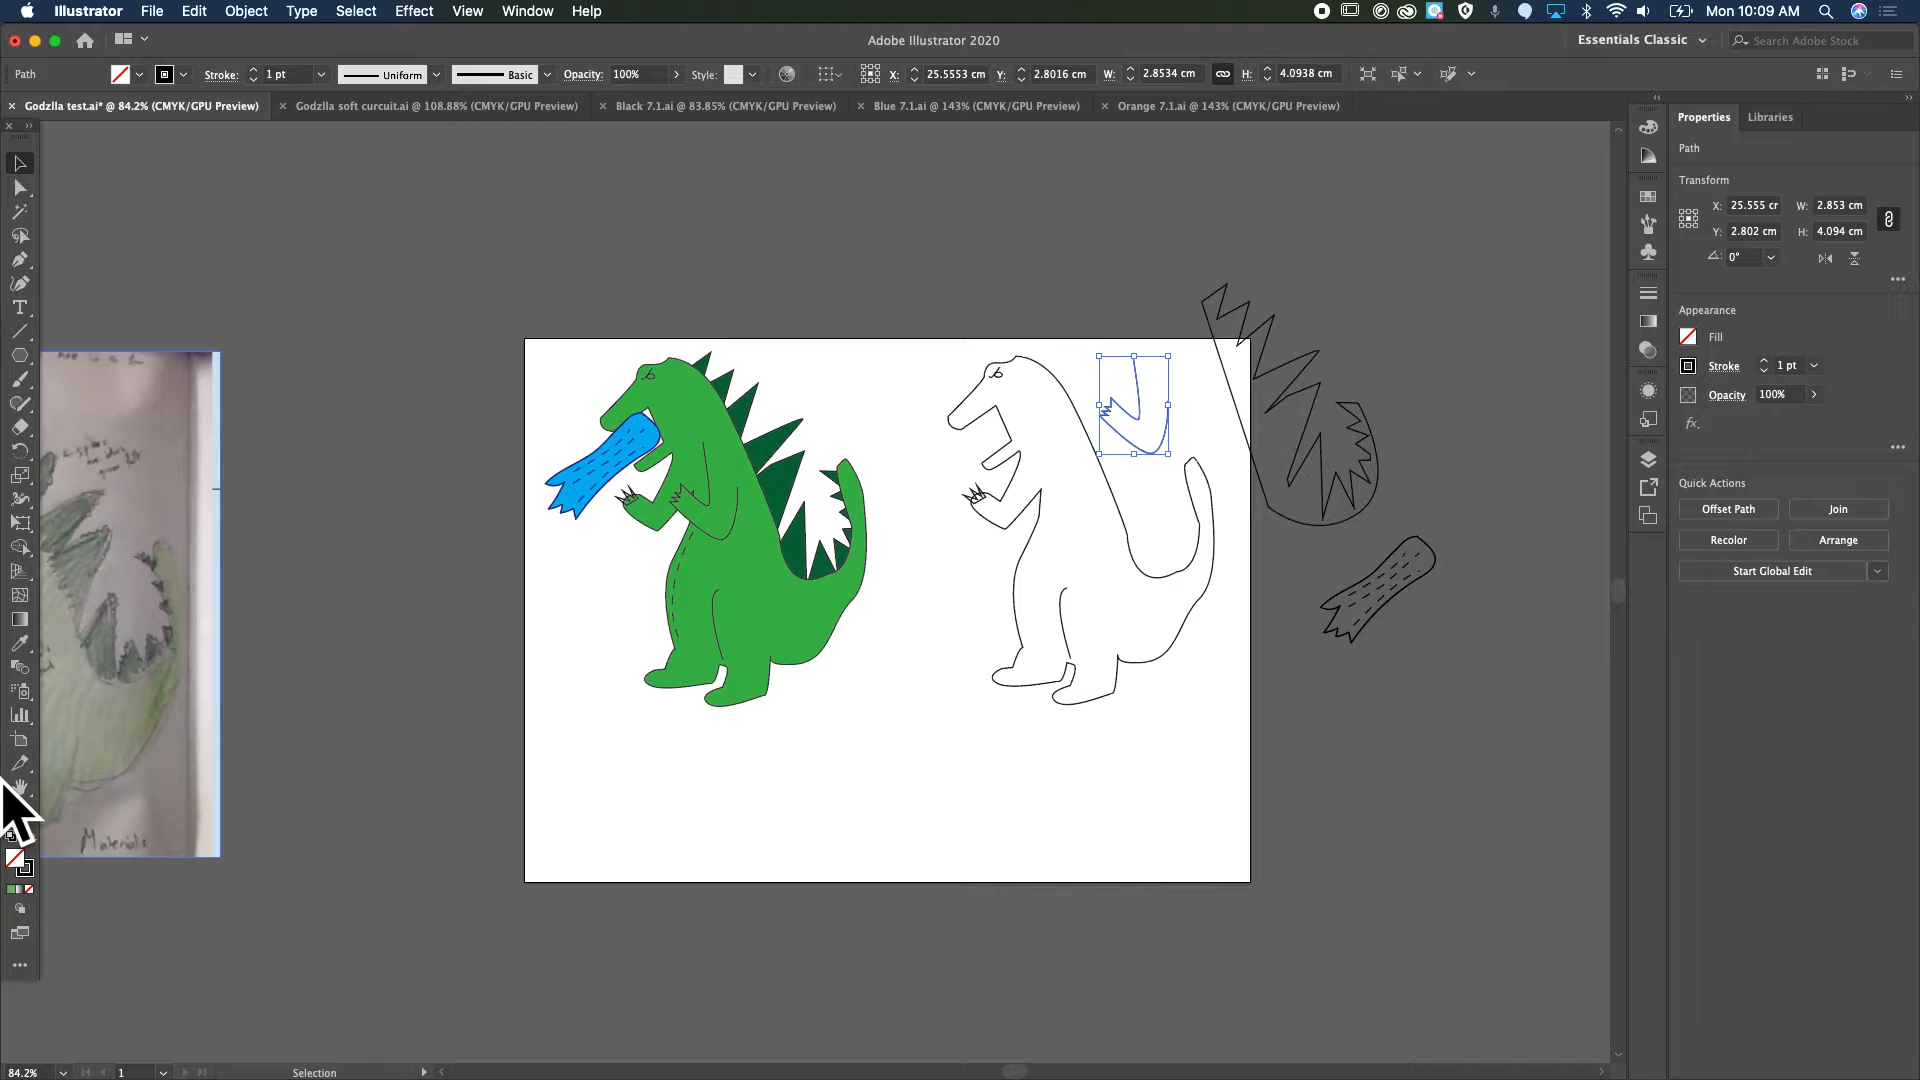 Illustrator File Edit Object Type Select Effect View Window Help
Mon 10:09 AM
Adobe Illustrator 2020
Essentials Classic
Search Adobe Stock
Path Stroke: 1 pt Uniform Basic Opacity: 100% Style: X: 25.5553 cm Y: 2.8016 cm W: 2.8534 cm H: 4.0938 cm
Godzlla test.ai* @ 84.2% (CMYK/GPU Preview)
Godzlla soft curcuit.ai @ 108.88% (CMYK/GPU Preview)
Black 7.1.ai @ 83.85% (CMYK/GPU Preview)
Blue 7.1.ai @ 143% (CMYK/GPU Preview)
Orange 7.1.ai @ 143% (CMYK/GPU Preview)
Properties Libraries
Path
Transform
X: 25.555 cr W: 2.853 cm
Y: 2.802 cm H: 4.094 cm
0°
Appearance
Fill
Stroke 1 pt
Opacity 100%
fx.
Quick Actions
Offset Path Join
Recolor Arrange
Start Global Edit
Materials
84.2% 1 Selection